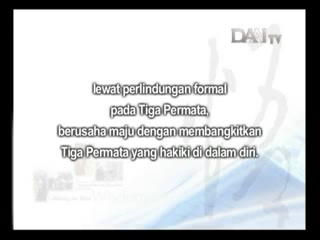 DAAI TV
lewat perlindungan formal
pada Tiga Permata,
berusaha maju dengan membangkitkan
Tiga Permata yang hakiki di dalam diri.